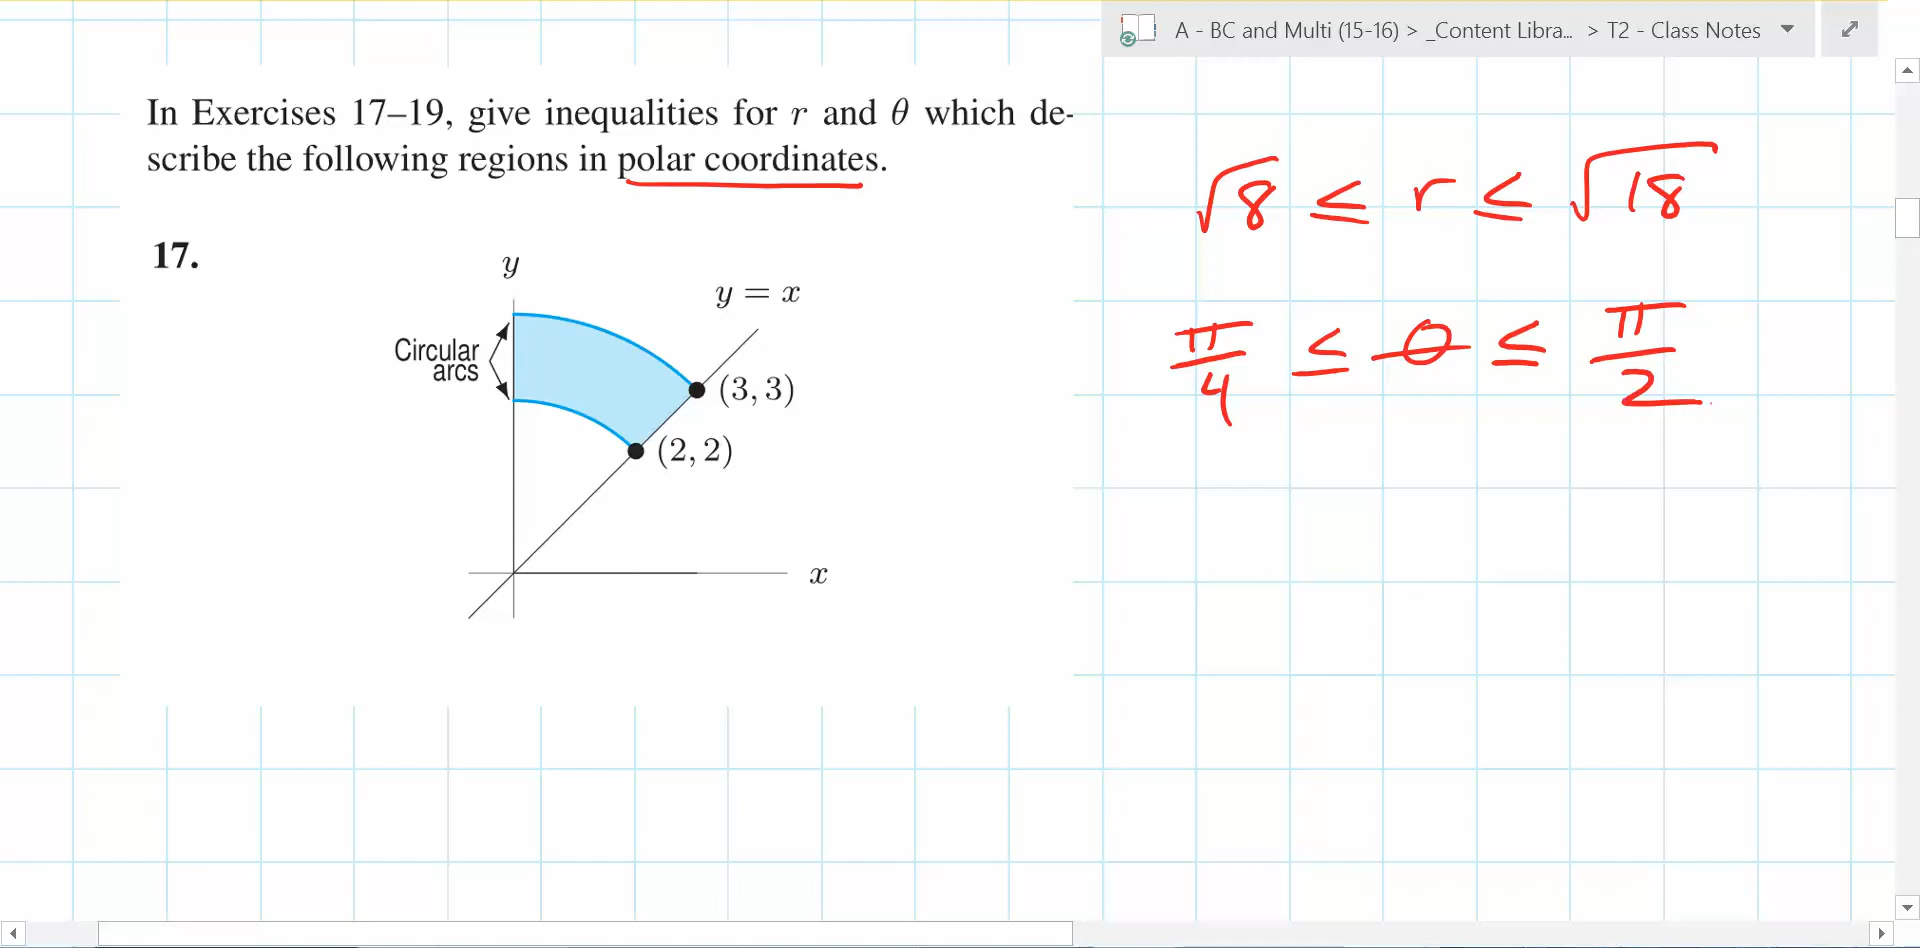 A - BC and Multi (15-16) > _Content Libra... > T2 - Class Notes
In Exercises 17–19, give inequalities for r and θ which de-
scribe the following regions in polar coordinates.
17.
y
y = x
Circular
arcs
(3, 3)
(2, 2)
x
√8 ≤ r ≤ √18
π/4 ≤ θ ≤ π/2